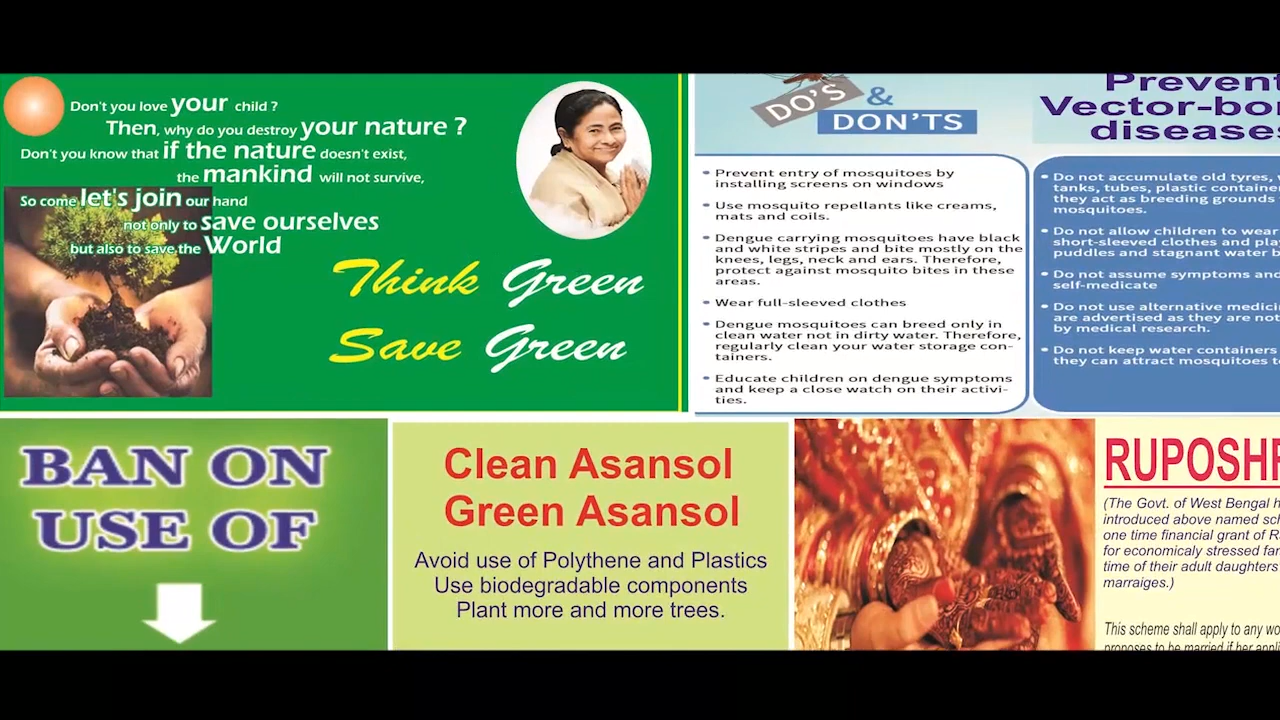 Don't you love your child ?
Then, why do you destroy your nature ?
Don't you know that if the nature doesn't exist,
the mankind will not survive,
So come let's join our hand
not only to save ourselves
but also to save the World
Think Green
Save Green
DO'S &
DON'TS
• Prevent entry of mosquitoes by
installing screens on windows
• Use mosquito repellants like creams,
mats and coils.
• Dengue carrying mosquitoes have black
and white stripes and bite mostly on the
knees, legs, neck and ears. Therefore,
protect against mosquito bites in these
areas.
• Wear full-sleeved clothes
• Dengue mosquitoes can breed only in
clean water not in dirty water. Therefore,
regularly clean your water storage con-
tainers.
• Educate children on dengue symptoms
and keep a close watch on their activi-
ties.
Prevent
Vector-bo
diseases
• Do not accumulate old tyres,
tanks, tubes, plastic containe
they act as breeding grounds
mosquitoes.
• Do not allow children to wear
short-sleeved clothes and pla
puddles and stagnant water b
• Do not assume symptoms and
self-medicate
• Do not use alternative medici
are advertised as they are not
by medical research.
• Do not keep water containers
they can attract mosquitoes t
BAN ON
USE OF
Clean Asansol
Green Asansol
Avoid use of Polythene and Plastics
Use biodegradable components
Plant more and more trees.
RUPOSH
(The Govt. of West Bengal h
introduced above named sch
one time financial grant of R
for economicaly stressed fam
time of their adult daughters
marraiges.)
This scheme shall apply to any wo
proposes to be married if her appli